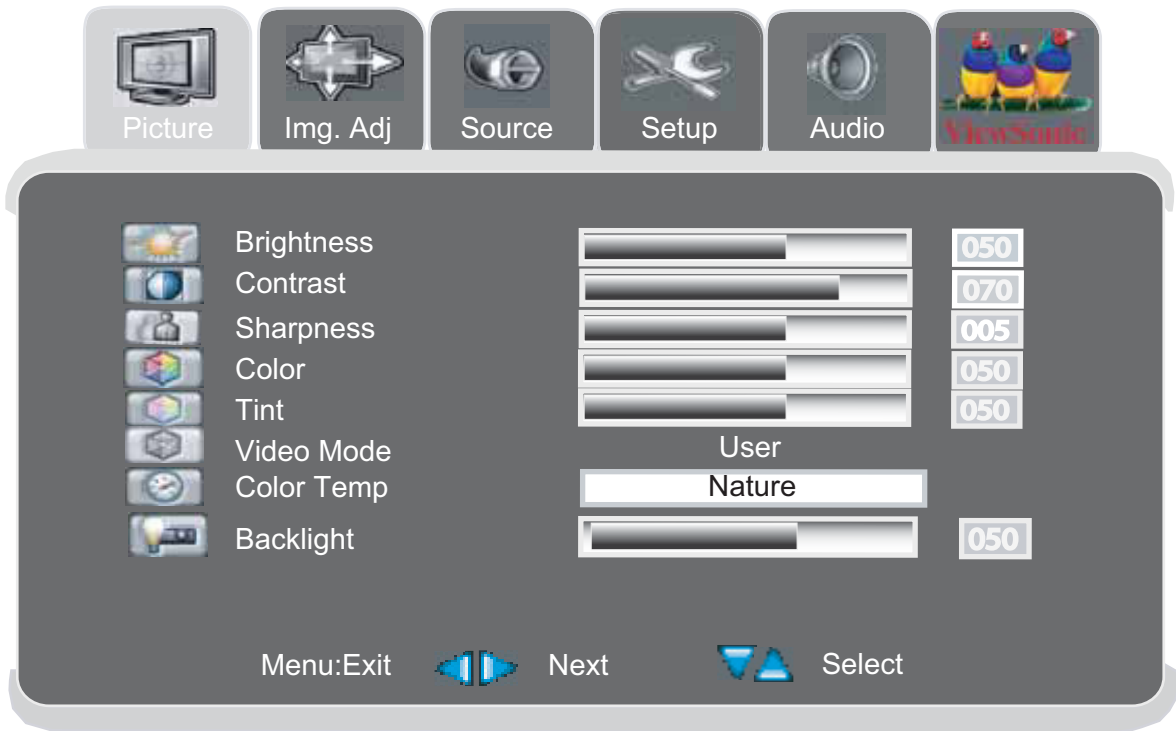 Picture Img. Adj Source Setup Audio ViewSonic
Brightness 050
Contrast 070
Sharpness 005
Color 050
Tint 050
Video Mode User
Color Temp Nature
Backlight 050
Menu:Exit Next Select